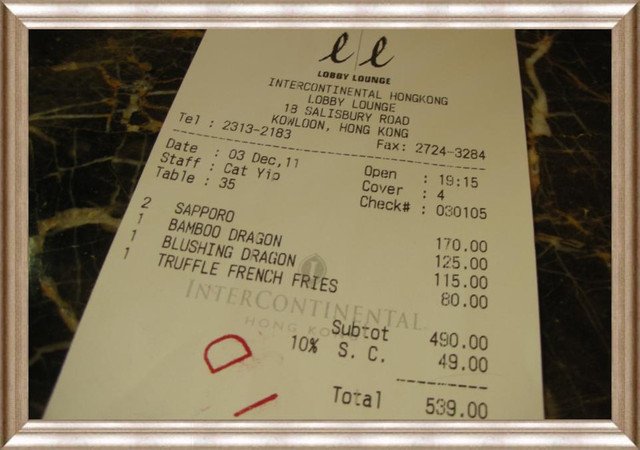 LL
LOBBY LOUNGE
INTERCONTINENTAL HONGKONG
LOBBY LOUNGE
18 SALISBURY ROAD
KOWLOON, HONG KONG
Tel : 2313-2183 Fax: 2724-3284
Date : 03 Dec,11 Open : 19:15
Staff : Cat Yip Cover : 4
Table : 35 Check# : 030105
2 SAPPORO 170.00
1 BAMBOO DRAGON 125.00
1 BLUSHING DRAGON 115.00
1 TRUFFLE FRENCH FRIES 80.00
INTERCONTINENTAL
HONG KONG
Subtot 490.00
10% S. C. 49.00
Total 539.00